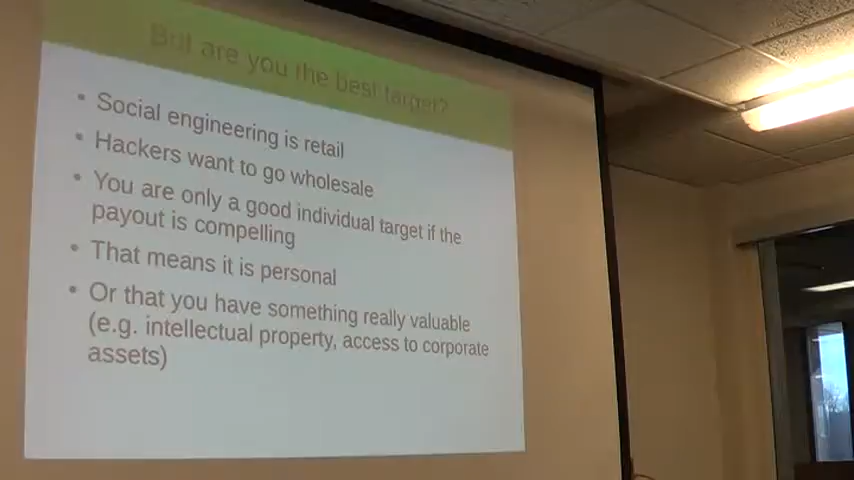 But are you the best target?
• Social engineering is retail
• Hackers want to go wholesale
• You are only a good individual target if the
payout is compelling
• That means it is personal
• Or that you have something really valuable
(e.g. intellectual property, access to corporate
assets)